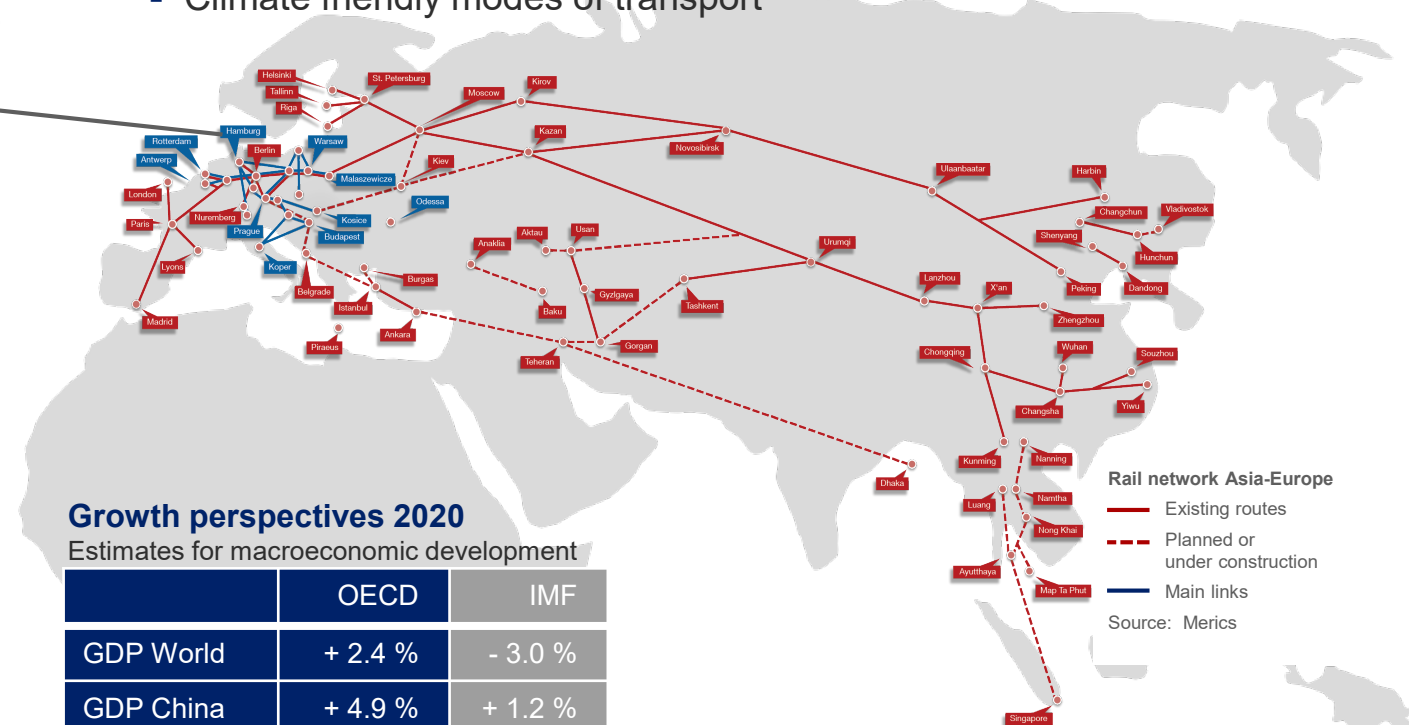 - Climate friendly modes of transport
Helsinki
St. Petersburg
Tallinn
Riga
Moscow
Kirov
Hamburg
Rotterdam
Warsaw
Berlin
Antwerp
Kazan
Novosibirsk
Kiev
Malaszewicze
London
Odessa
Paris
Nuremberg
Prague
Kosice
Budapest
Lyons
Koper
Belgrade
Burgas
Istanbul
Madrid
Ankara
Piraeus
Anaklia
Aktau
Usan
Baku
Gyzlgaya
Teheran
Gorgan
Tashkent
Urumqi
Ulaanbaatar
Harbin
Changchun
Vladivostok
Shenyang
Hunchun
Peking
Dandong
Lanzhou
X'an
Zhengzhou
Chongqing
Wuhan
Souzhou
Changsha
Yiwu
Dhaka
Kunming
Nanning
Luang
Namtha
Nong Khai
Ayutthaya
Map Ta Phut
Singapore
Rail network Asia-Europe
Existing routes
Planned or
under construction
Main links
Source: Merics
Growth perspectives 2020
Estimates for macroeconomic development
OECD IMF
GDP World + 2.4 % - 3.0 %
GDP China + 4.9 % + 1.2 %